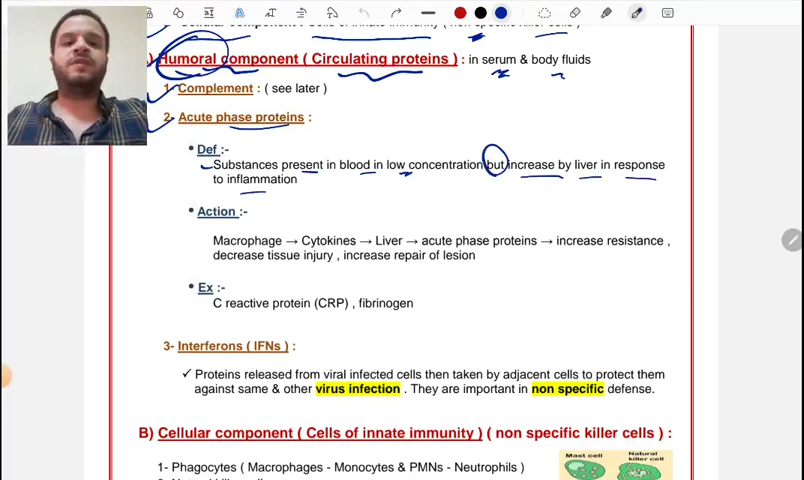 Humoral component ( Circulating proteins ) : in serum & body fluids
1- Complement : ( see later )
2- Acute phase proteins :
• Def :-
Substances present in blood in low concentration but increase by liver in response
to inflammation
• Action :-
Macrophage → Cytokines → Liver → acute phase proteins → increase resistance ,
decrease tissue injury , increase repair of lesion
• Ex :-
C reactive protein (CRP) , fibrinogen
3- Interferons ( IFNs ) :
✓ Proteins released from viral infected cells then taken by adjacent cells to protect them
against same & other virus infection . They are important in non specific defense.
B) Cellular component ( Cells of innate immunity ) ( non specific killer cells ) :
1- Phagocytes ( Macrophages - Monocytes & PMNs - Neutrophils )
Mast cell
Natural
killer cell